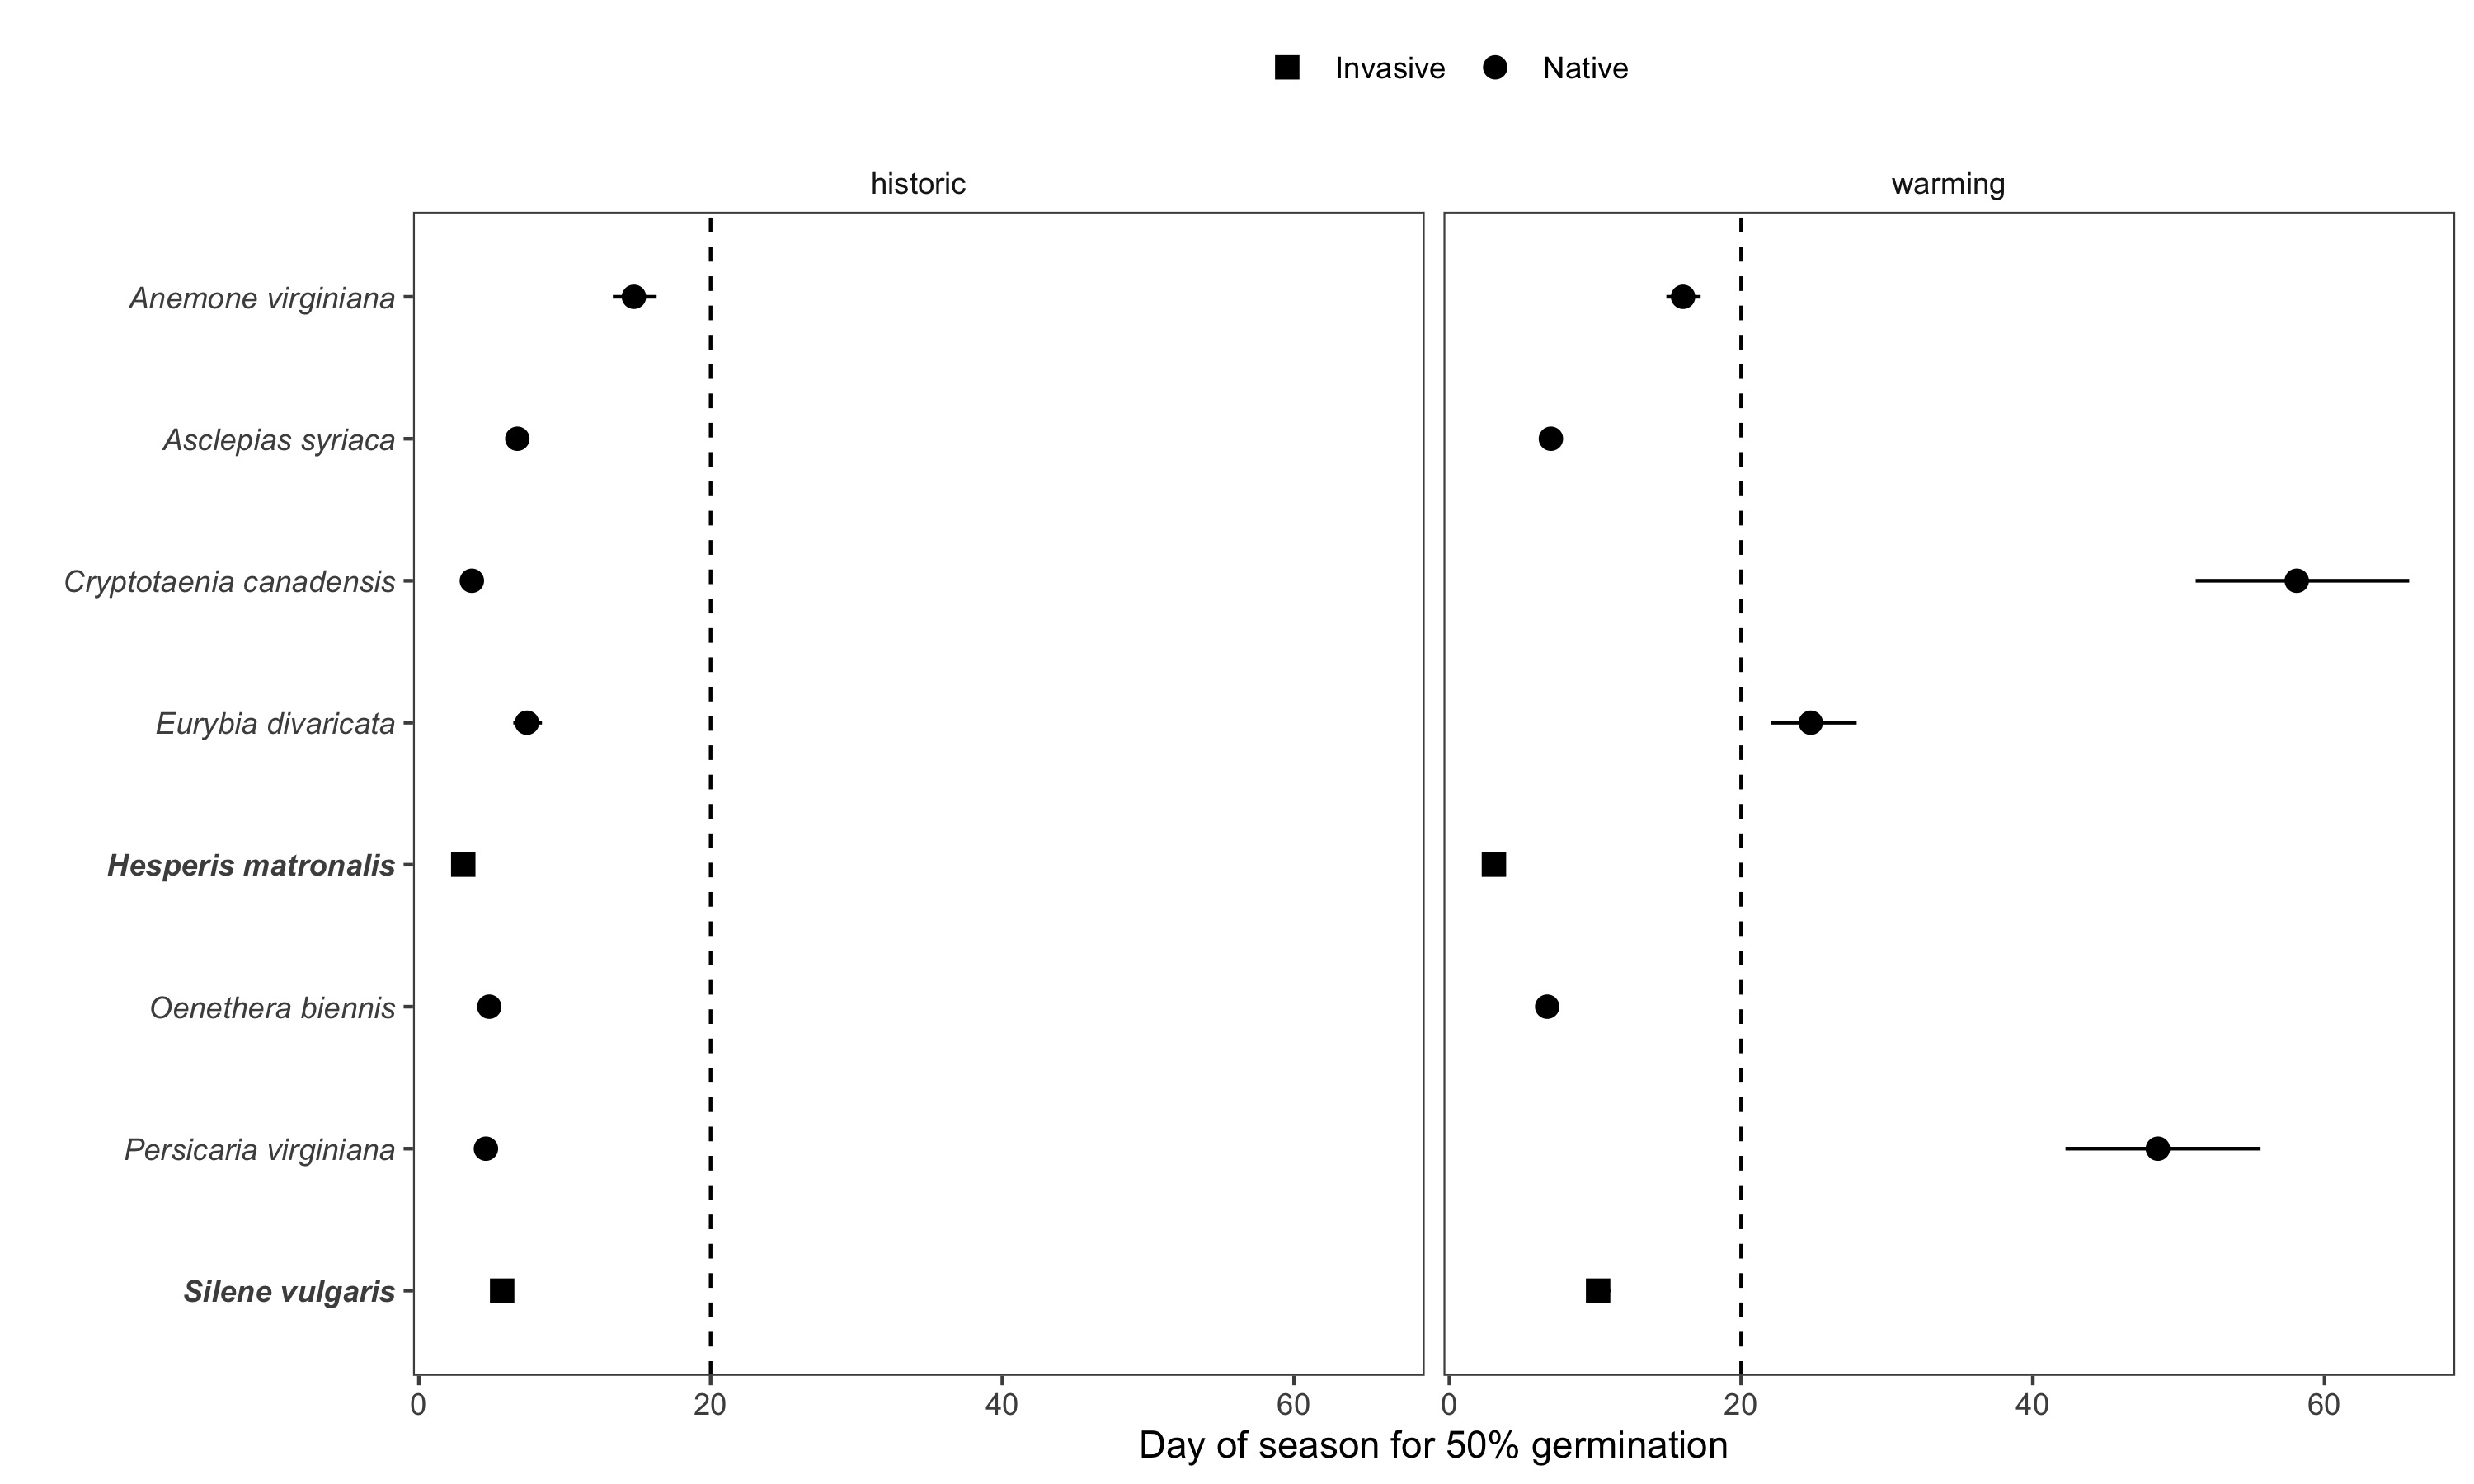 Invasive Native
historic
warming
Anemone virginiana
Asclepias syriaca
Cryptotaenia canadensis
Eurybia divaricata
Hesperis matronalis
Oenethera biennis
Persicaria virginiana
Silene vulgaris
0 20 40 60
0 20 40 60
Day of season for 50% germination